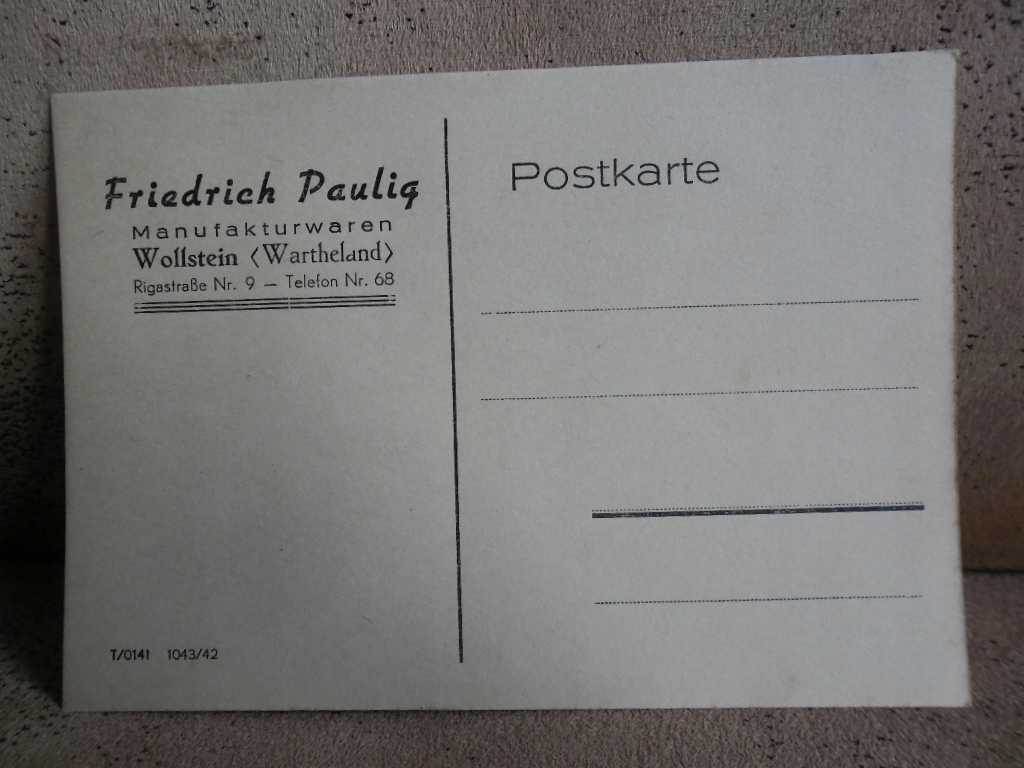 Friedrich Paulig
Manufakturwaren
Wollstein (Wartheland)
Rigastraße Nr. 9 — Telefon Nr. 68
T/0141 1043/42
Postkarte